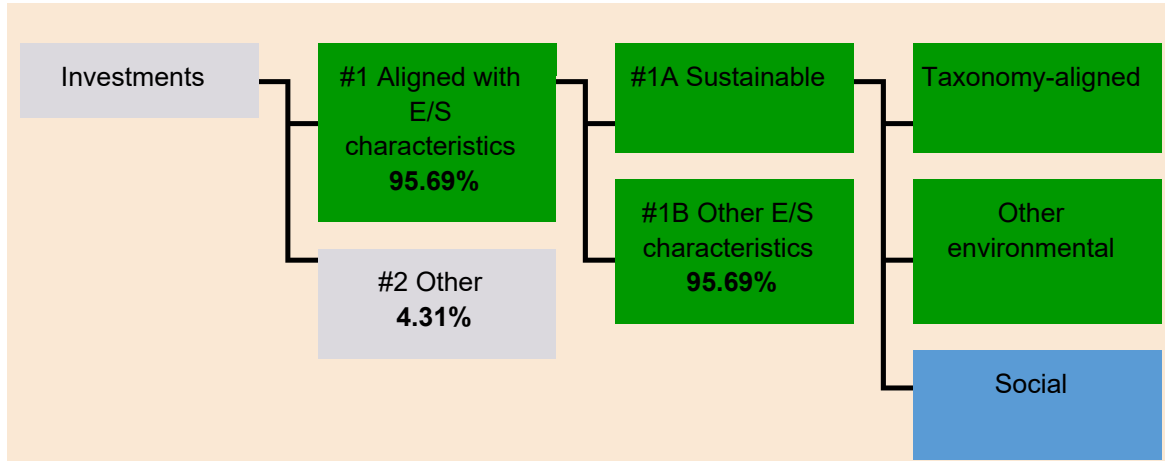 Investments
#1 Aligned with
E/S
characteristics
95.69%
#2 Other
4.31%
#1A Sustainable
#1B Other E/S
characteristics
95.69%
Taxonomy-aligned
Other
environmental
Social